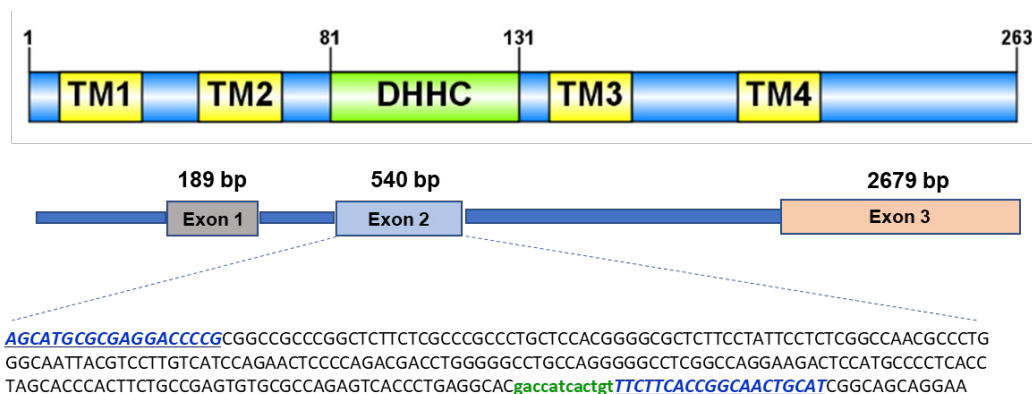 1 81 131 263
TM1 TM2 DHHC TM3 TM4
189 bp 540 bp 2679 bp
Exon 1 Exon 2 Exon 3
AGCATGCGCGAGGACCCCGCGGCCGCCCGGCTCTTCTCGCCCGCCCTGCTCCACGGGGCGCTCTTCCTATTCCTCTCGGCCAACGCCCTG
GGCAATTACGTCCTTGTCATCCAGAACTCCCCAGACGACCTGGGGGCCTGCCAGGGGGCCTCGGCCAGGAAGACTCCATGCCCCTCACC
TAGCACCCACTTCTGCCGAGTGTGCGCCAGAGTCACCCTGAGGCACgaccatcactgtTTCTTCACCGGCAACTGCATCGGCAGCAGGAA